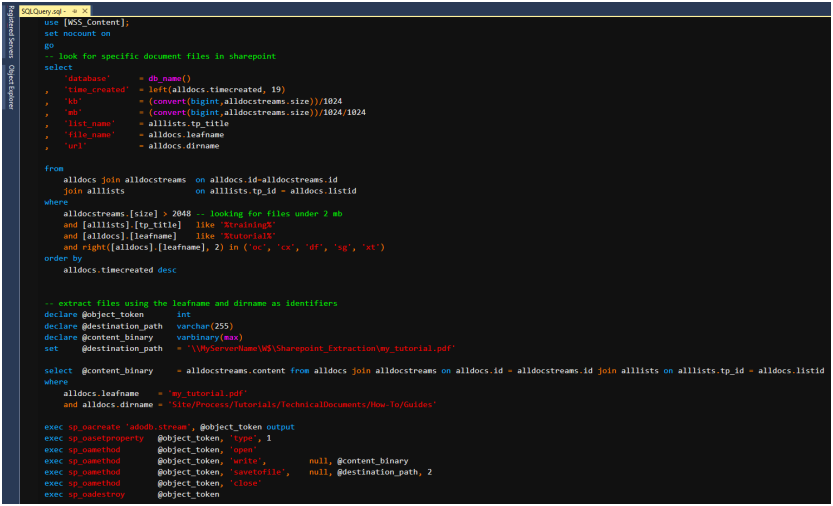 SQLQuery.sql -
Registered Servers
Object Explorer
use [WSS_Content];
set nocount on
go
-- look for specific document files in sharepoint
select
'database' = db_name()
, 'time_created' = left(alldocs.timecreated, 19)
, 'kb' = (convert(bigint,alldocstreams.size))/1024
, 'mb' = (convert(bigint,alldocstreams.size))/1024/1024
, 'list_name' = alllists.tp_title
, 'file_name' = alldocs.leafname
, 'url' = alldocs.dirname
from
alldocs join alldocstreams on alldocs.id=alldocstreams.id
join alllists on alllists.tp_id = alldocs.listid
where
alldocstreams.[size] > 2048 -- looking for files under 2 mb
and [alllists].[tp_title] like '%training%'
and [alldocs].[leafname] like '%tutorial%'
and right([alldocs].[leafname], 2) in ('oc', 'cx', 'df', 'sg', 'xt')
order by
alldocs.timecreated desc
-- extract files using the leafname and dirname as identifiers
declare @object_token int
declare @destination_path varchar(255)
declare @content_binary varbinary(max)
set @destination_path = '\\MyServerName\W$\Sharepoint_Extraction\my_tutorial.pdf'
select @content_binary = alldocstreams.content from alldocs join alldocstreams on alldocs.id = alldocstreams.id join alllists on alllists.tp_id = alldocs.listid
where
alldocs.leafname = 'my_tutorial.pdf'
and alldocs.dirname = 'Site/Process/Tutorials/TechnicalDocuments/How-To/Guides'
exec sp_oacreate 'adodb.stream', @object_token output
exec sp_oasetproperty @object_token, 'type', 1
exec sp_oamethod @object_token, 'open'
exec sp_oamethod @object_token, 'write', null, @content_binary
exec sp_oamethod @object_token, 'savetofile', null, @destination_path, 2
exec sp_oamethod @object_token, 'close'
exec sp_oadestroy @object_token